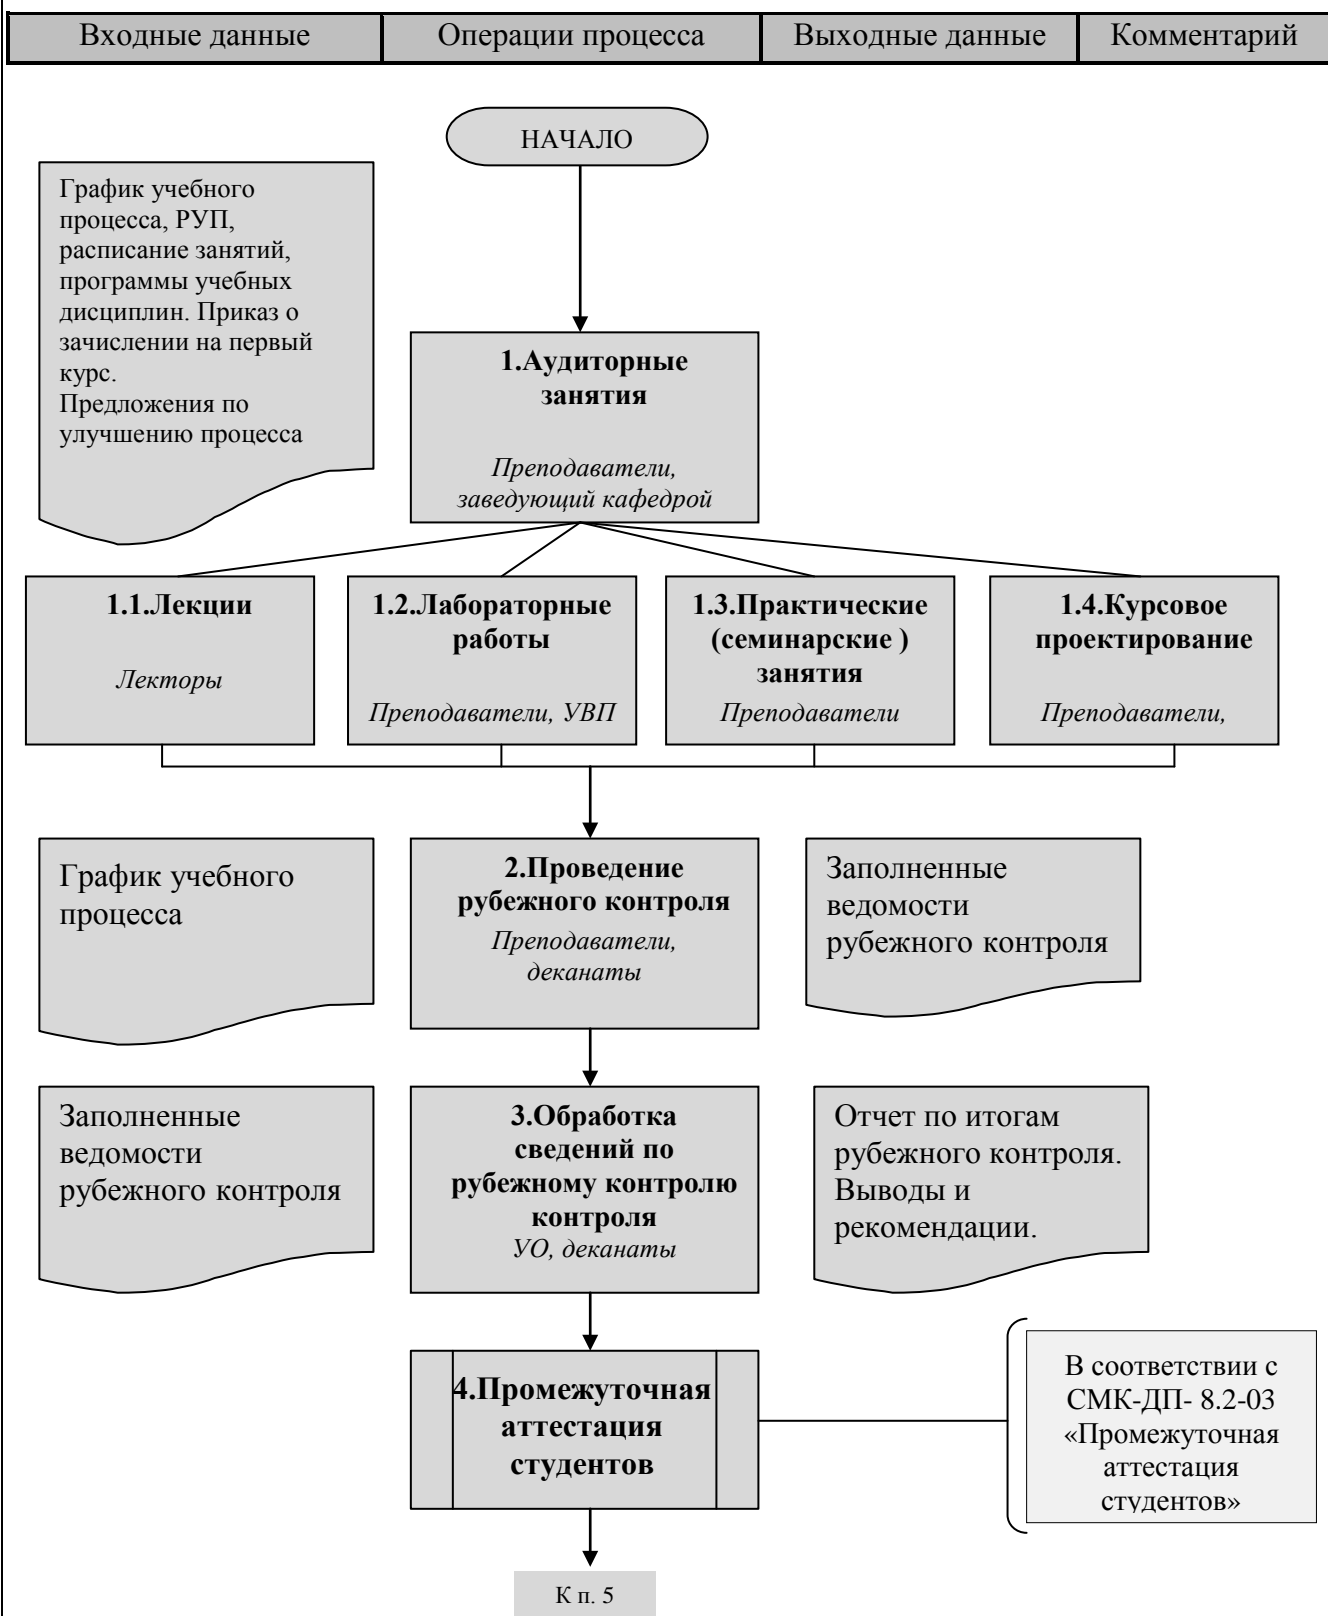 Входные данные
Операции процесса
Выходные данные
Комментарий
НАЧАЛО
График учебного
процесса, РУП,
расписание занятий,
программы учебных
дисциплин. Приказ о
зачислении на первый
курс.
Предложения по
улучшению процесса
1.Аудиторные
занятия
Преподаватели,
заведующий кафедрой
1.1.Лекции
Лекторы
1.2.Лабораторные
работы
Преподаватели, УВП
1.3.Практические
(семинарские )
занятия
Преподаватели
1.4.Курсовое
проектирование
Преподаватели,
График учебного
процесса
2.Проведение
рубежного контроля
Преподаватели,
деканаты
Заполненные
ведомости
рубежного контроля
Заполненные
ведомости
рубежного контроля
3.Обработка
сведений по
рубежному контролю
контроля
УО, деканаты
Отчет по итогам
рубежного контроля.
Выводы и
рекомендации.
4.Промежуточная
аттестация
студентов
В соответствии с
СМК-ДП- 8.2-03
«Промежуточная
аттестация
студентов»
К п. 5